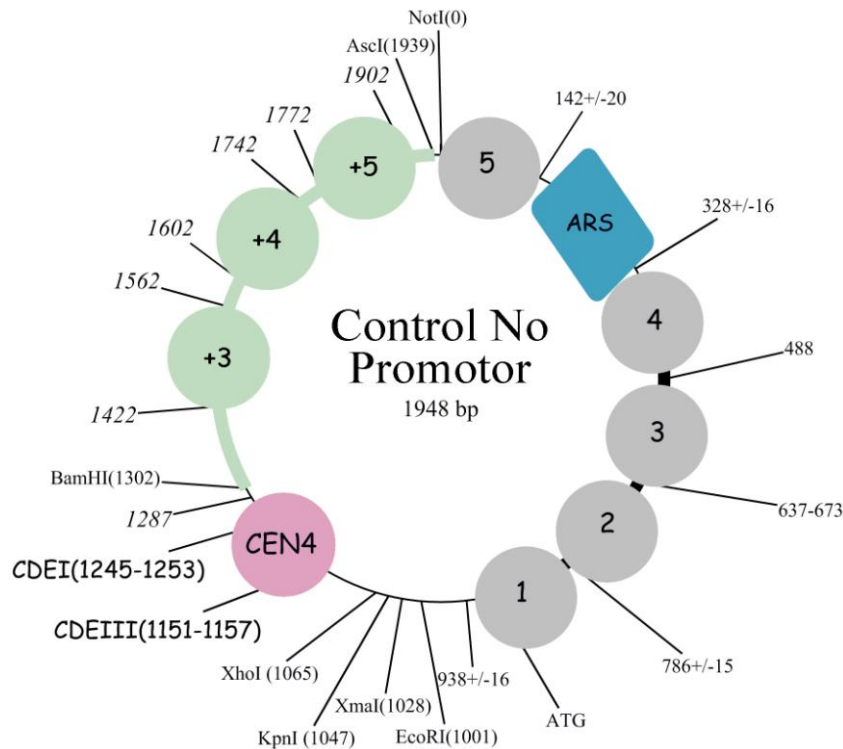 NotI(0)
AscI(1939)
1902
142+/-20
1772
1742
+5
5
ARS
328+/-16
1602
+4
1562
4
Control No
Promotor
1948 bp
488
+3
3
1422
BamHI(1302)
637-673
1287
2
CEN4
CDEI(1245-1253)
1
CDEIII(1151-1157)
786+/-15
XhoI (1065)
938+/-16
XmaI(1028)
ATG
KpnI (1047)
EcoRI(1001)